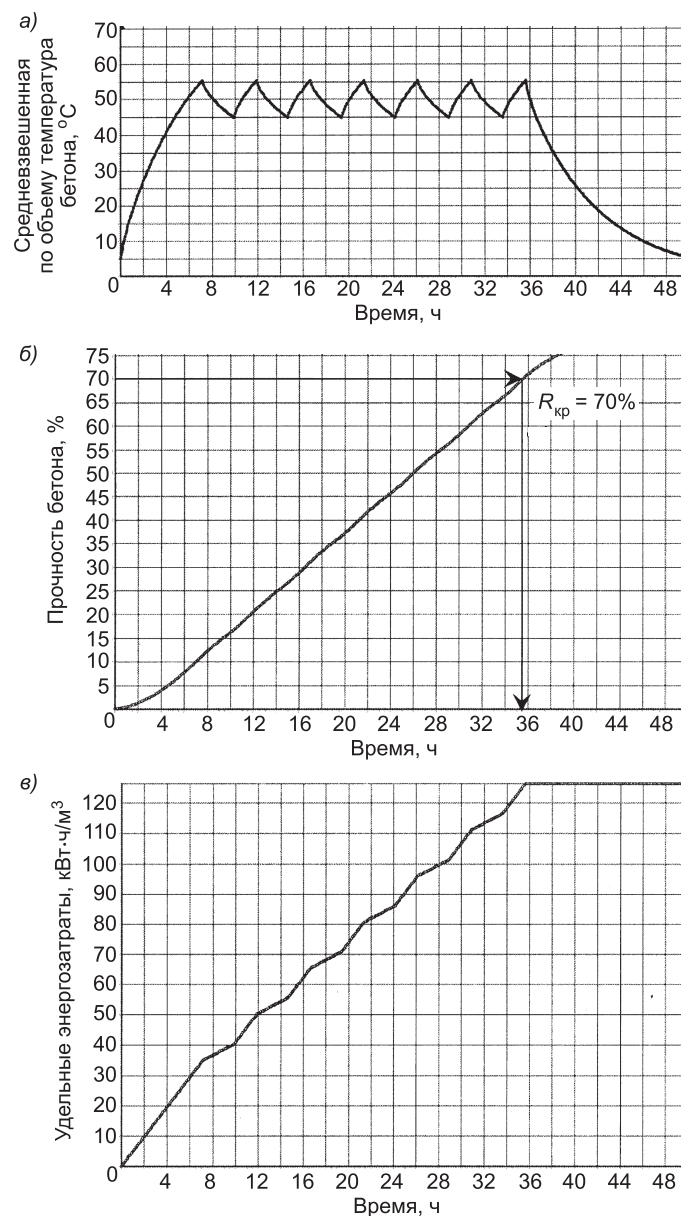 а)
Средневзвешенная
по объему температура
бетона, °С
70
60
50
40
30
20
10
0 4 8 12 16 20 24 28 32 36 40 44 48
Время, ч
б)
Прочность бетона, %
75
70
65
60
55
50
45
40
35
30
25
20
15
10
5
0 4 8 12 16 20 24 28 32 36 40 44 48
Rкр = 70%
Время, ч
в)
Удельные энергозатраты, кВт·ч/м³
120
110
100
90
80
70
60
50
40
30
20
10
0
4 8 12 16 20 24 28 32 36 40 44 48
Время, ч